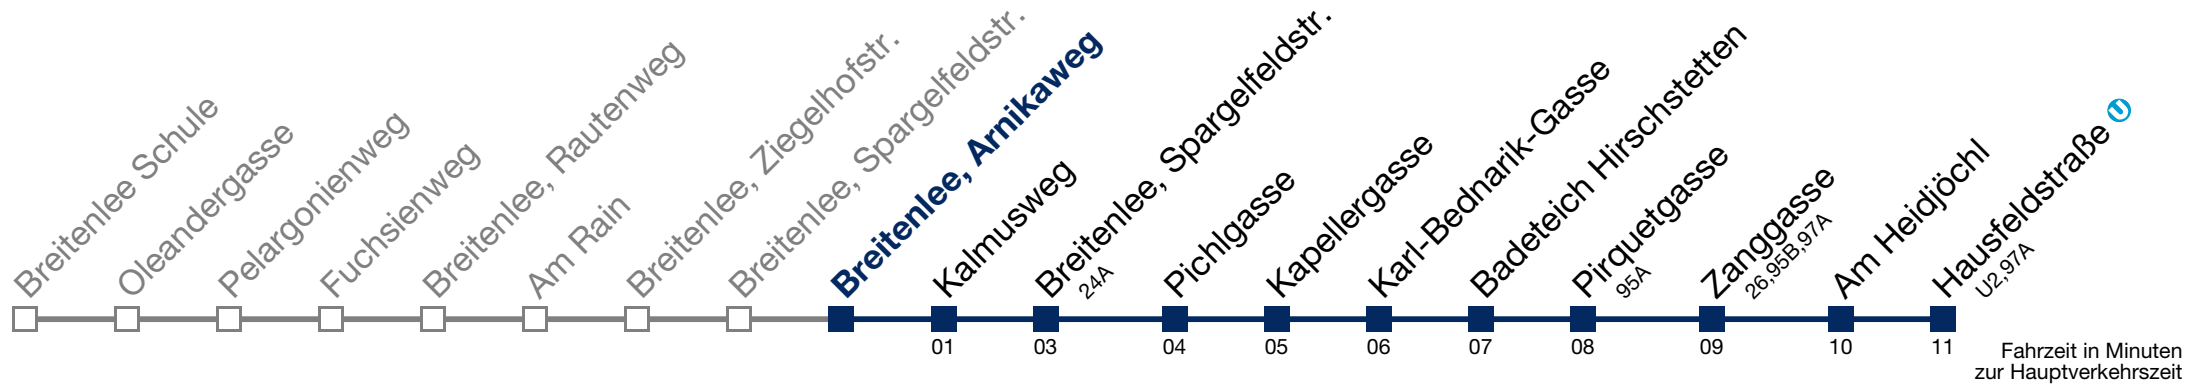 Breitenlee Schule
Oleandergasse
Pelargonienweg
Fuchsienweg
Breitenlee, Rautenweg
Am Rain
Breitenlee, Ziegelhofstr.
Breitenlee, Spargelfeldstr.
Breitenlee, Arnikaweg
Kalmusweg
01
Breitenlee, Spargelfeldstr.
24A
03
Pichlgasse
04
Kapellergasse
05
Karl-Bednarik-Gasse
06
Badeteich Hirschstetten
07
Pirquetgasse
95A
08
Zanggasse
26,95B,97A
09
Am Heidjöchl
10
Hausfeldstraße U
U2,97A
11
Fahrzeit in Minuten
zur Hauptverkehrszeit